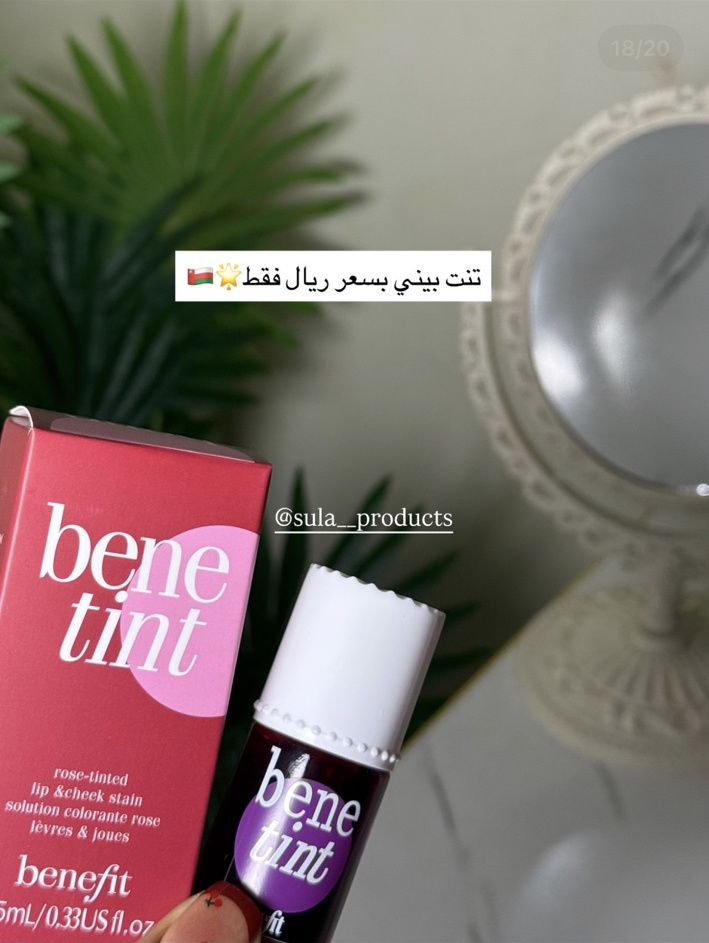 18/20
تنت بيني بسعر ريال فقط🌟🇴🇲
@sula__products
bene
tint
rose-tinted
lip &cheek stain
solution colorante rose
lèvres & joues
benefit
5mL/0.33US fl.oz
bene
tint
fit